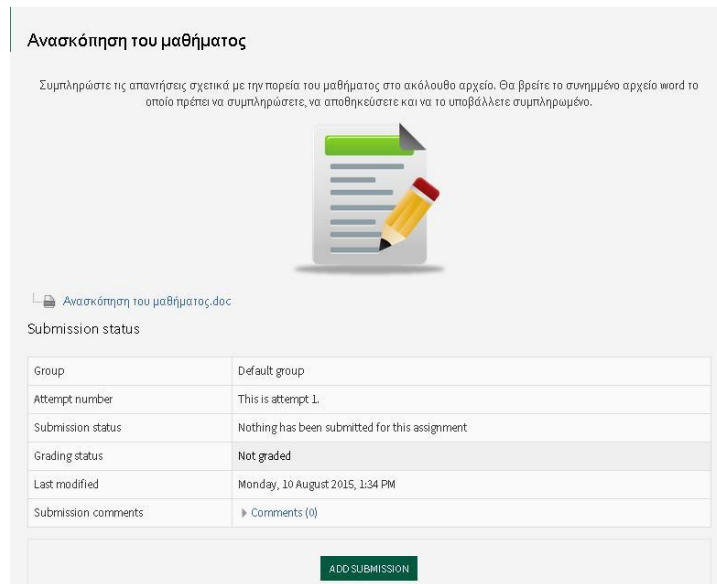 Ανασκόπηση του μαθήματος
Συμπληρώστε τις απαντήσεις σχετικά με την πορεία του μαθήματος στο ακόλουθο αρχείο. Θα βρείτε το συνημμένο αρχείο word το
οποίο πρέπει να συμπληρώσετε, να αποθηκεύσετε και να το υποβάλλετε συμπληρωμένο.
Ανασκόπηση του μαθήματος.doc
Submission status
Group Default group
Attempt number This is attempt 1.
Submission status Nothing has been submitted for this assignment
Grading status Not graded
Last modified Monday, 10 August 2015, 1:34 PM
Submission comments Comments (0)
ADD SUBMISSION